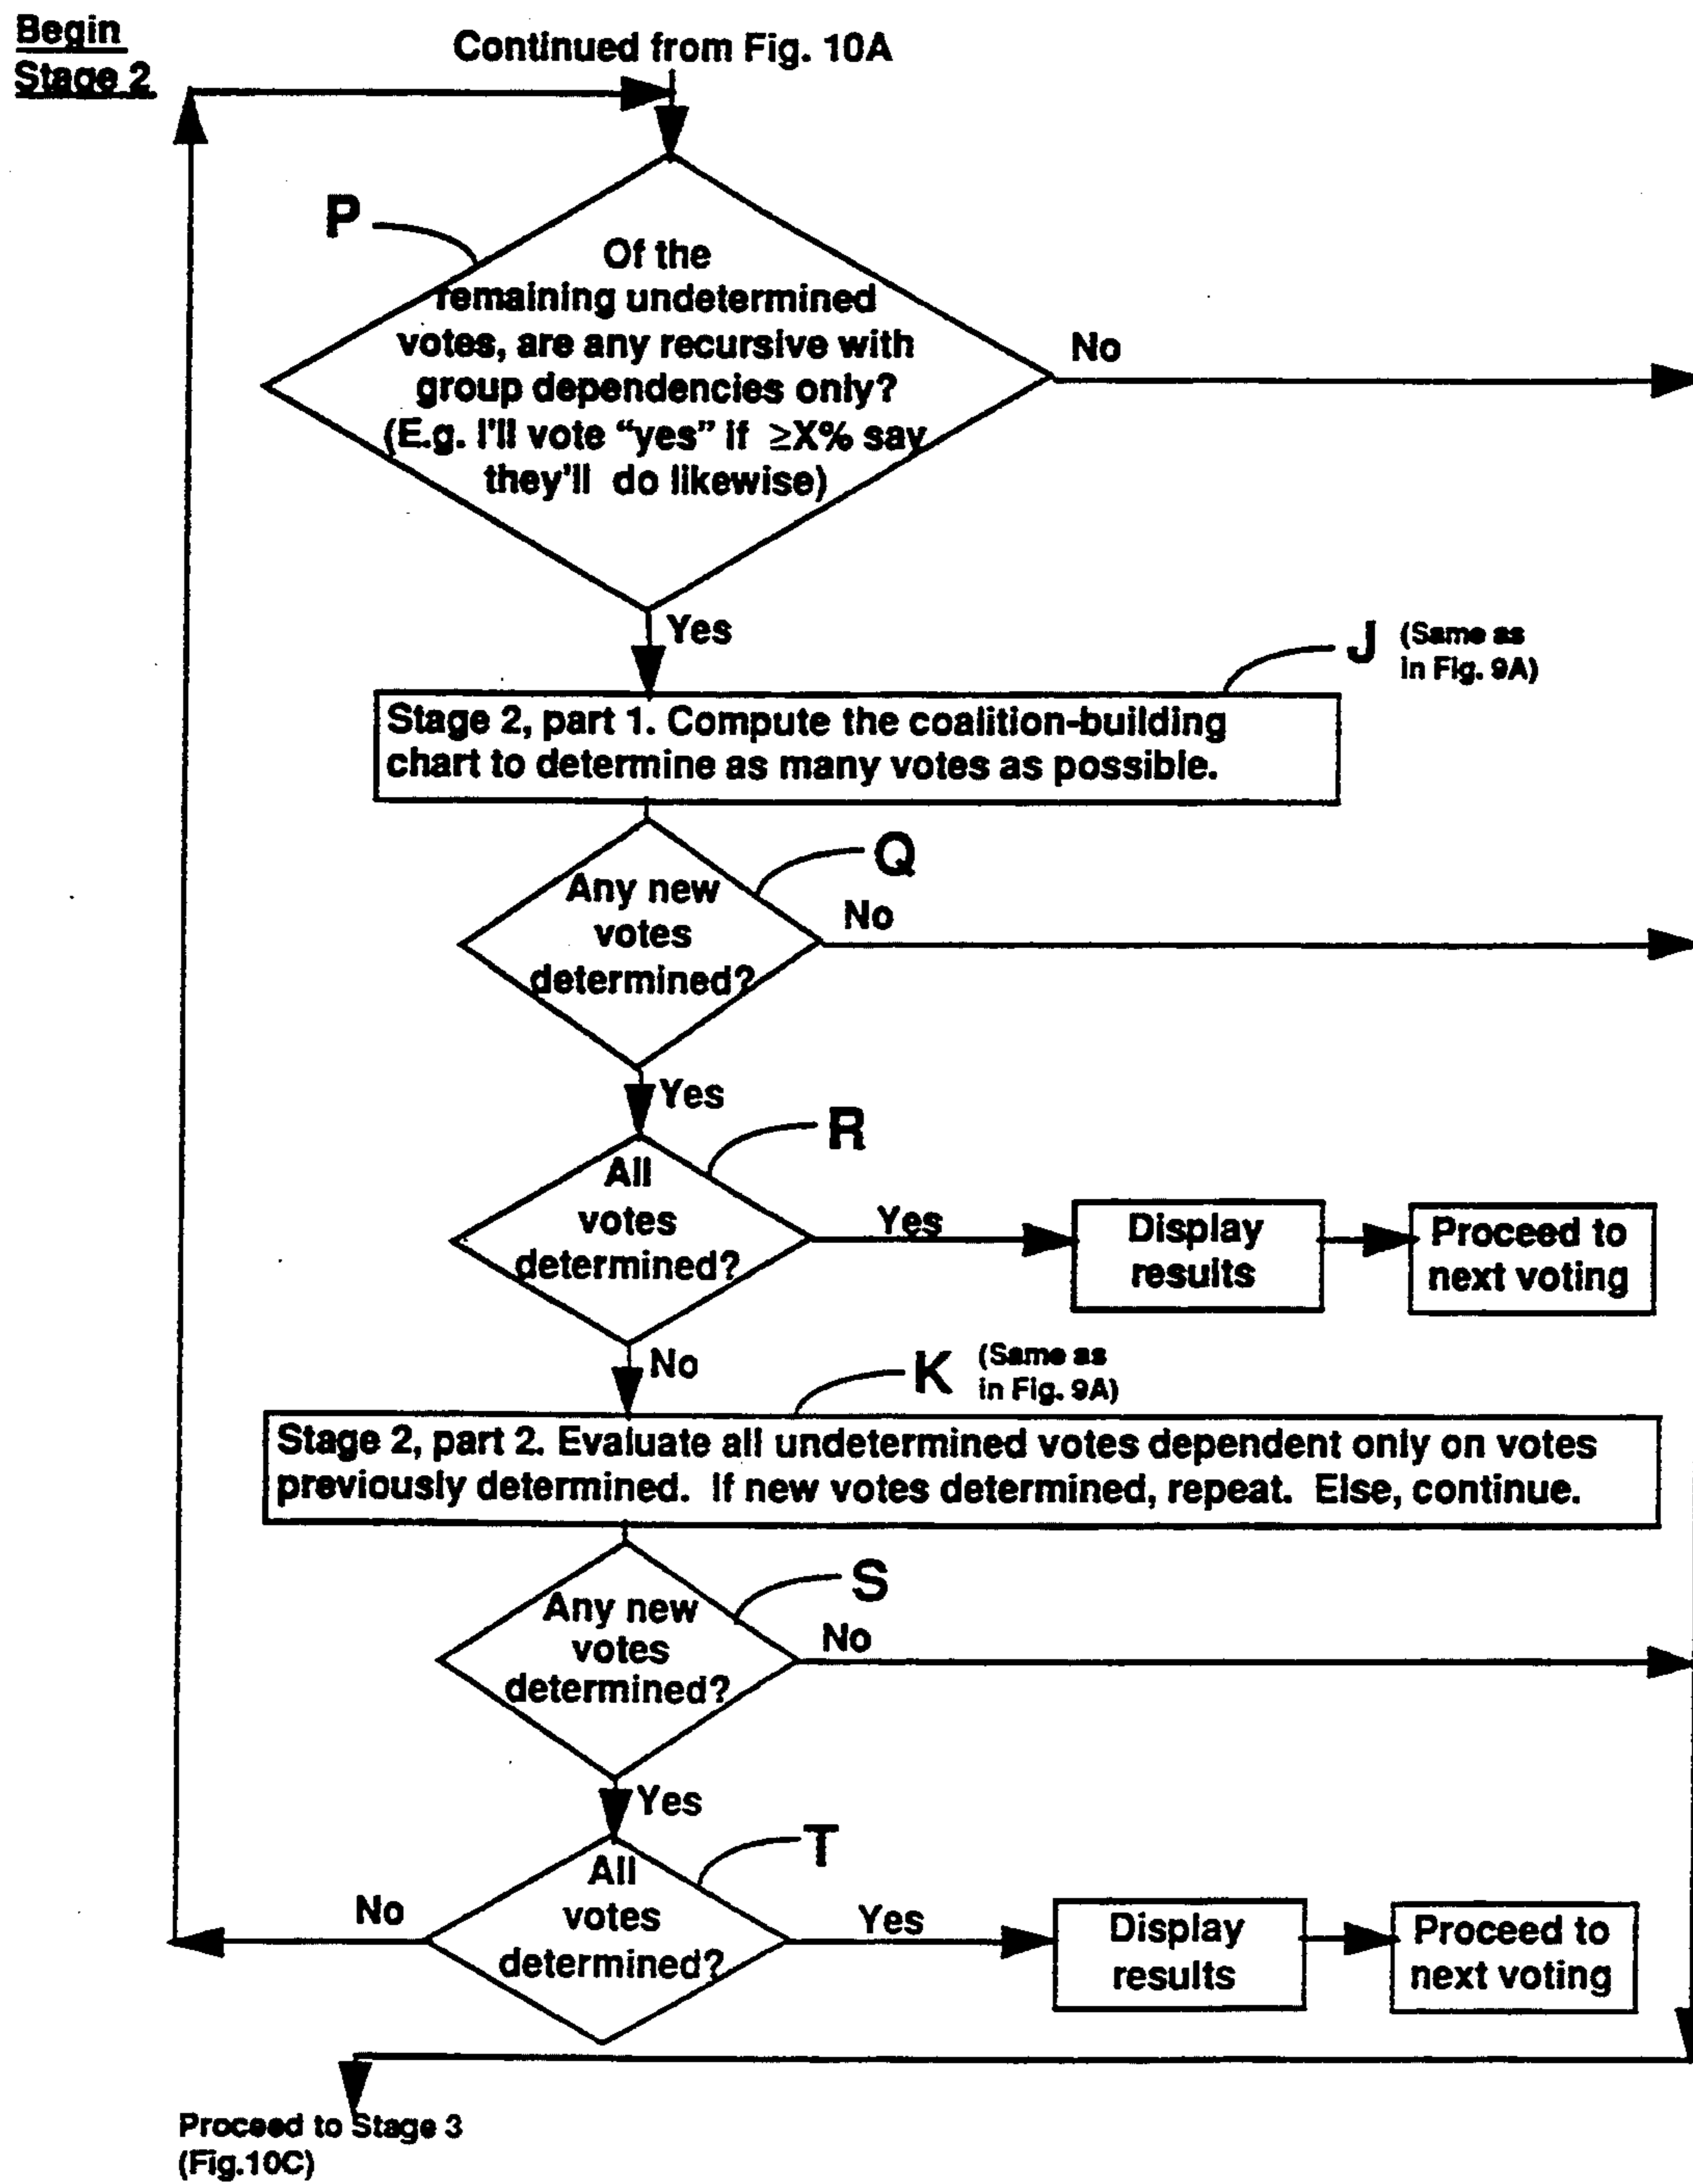 Begin
Stage 2
Continued from Fig. 10A
P
Of the
remaining undetermined
votes, are any recursive with
group dependencies only?
(E.g. I'll vote “yes” if ≥X% say
they'll do likewise)
No
Yes
J
(Same as
in Fig. 9A)
Stage 2, part 1. Compute the coalition-building
chart to determine as many votes as possible.
Q
Any new
votes
determined?
No
Yes
R
All
votes
determined?
Yes
Display
results
Proceed to
next voting
No
K
(Same as
in Fig. 9A)
Stage 2, part 2. Evaluate all undetermined votes dependent only on votes
previously determined. If new votes determined, repeat. Else, continue.
S
Any new
votes
determined?
No
Yes
T
All
votes
determined?
No
Yes
Display
results
Proceed to
next voting
Proceed to Stage 3
(Fig.10C)